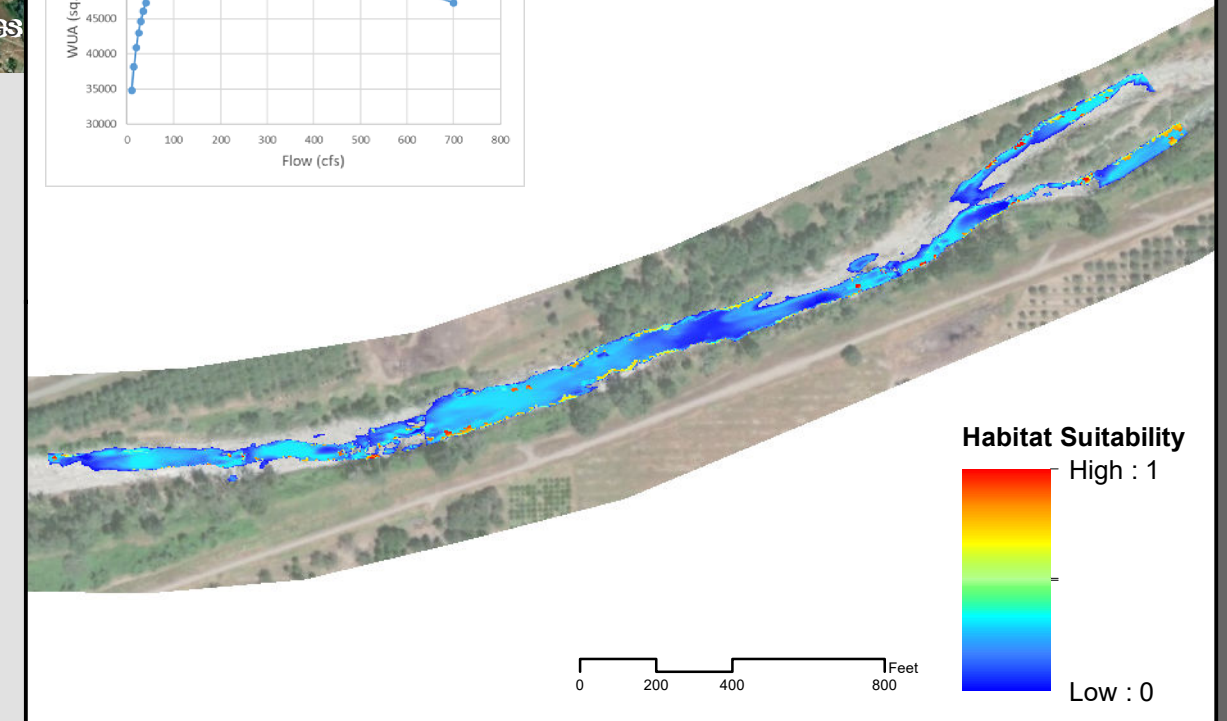 WUA (sq.
45000
40000
35000
30000
0 100 200 300 400 500 600 700 800
Flow (cfs)
Habitat Suitability
High : 1
Low : 0
Feet
0 200 400 800